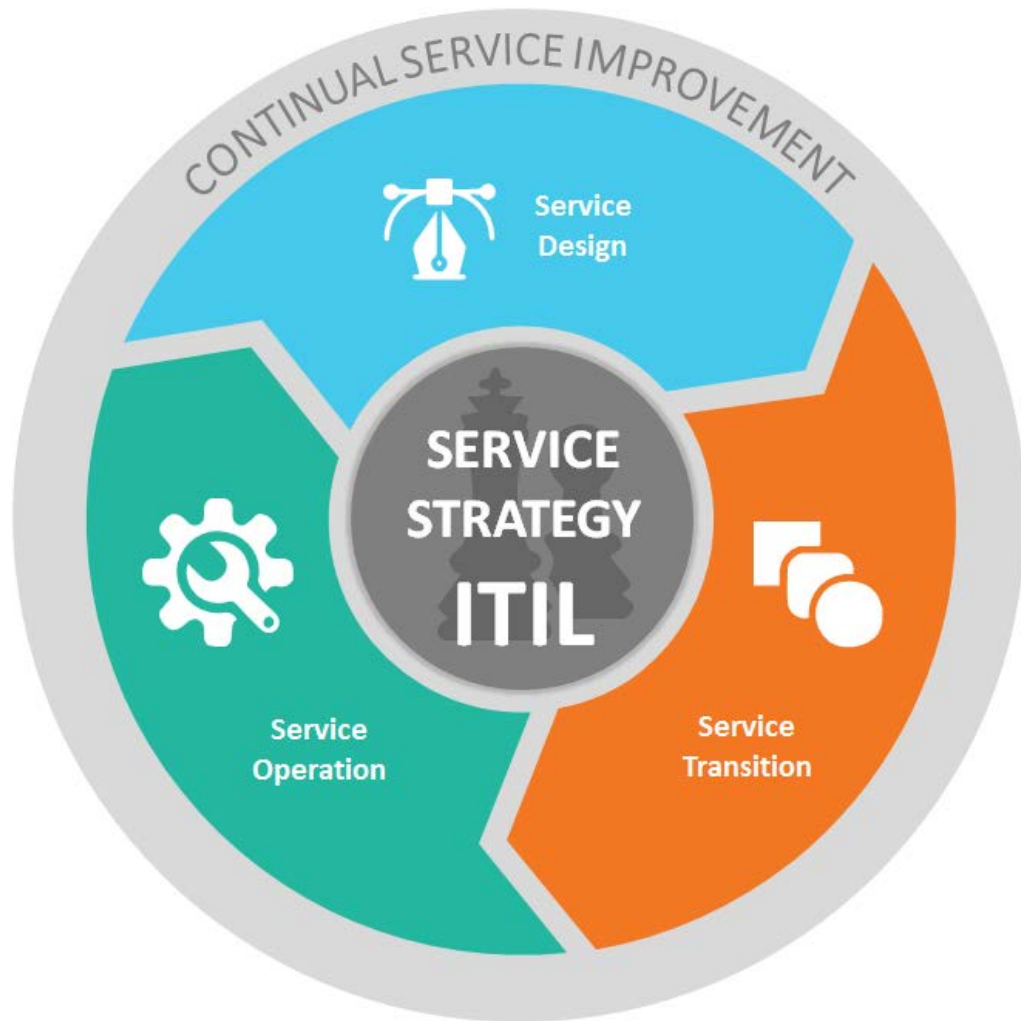 CONTINUAL SERVICE IMPROVEMENT
Service
Design
SERVICE
STRATEGY
ITIL
Service
Operation
Service
Transition